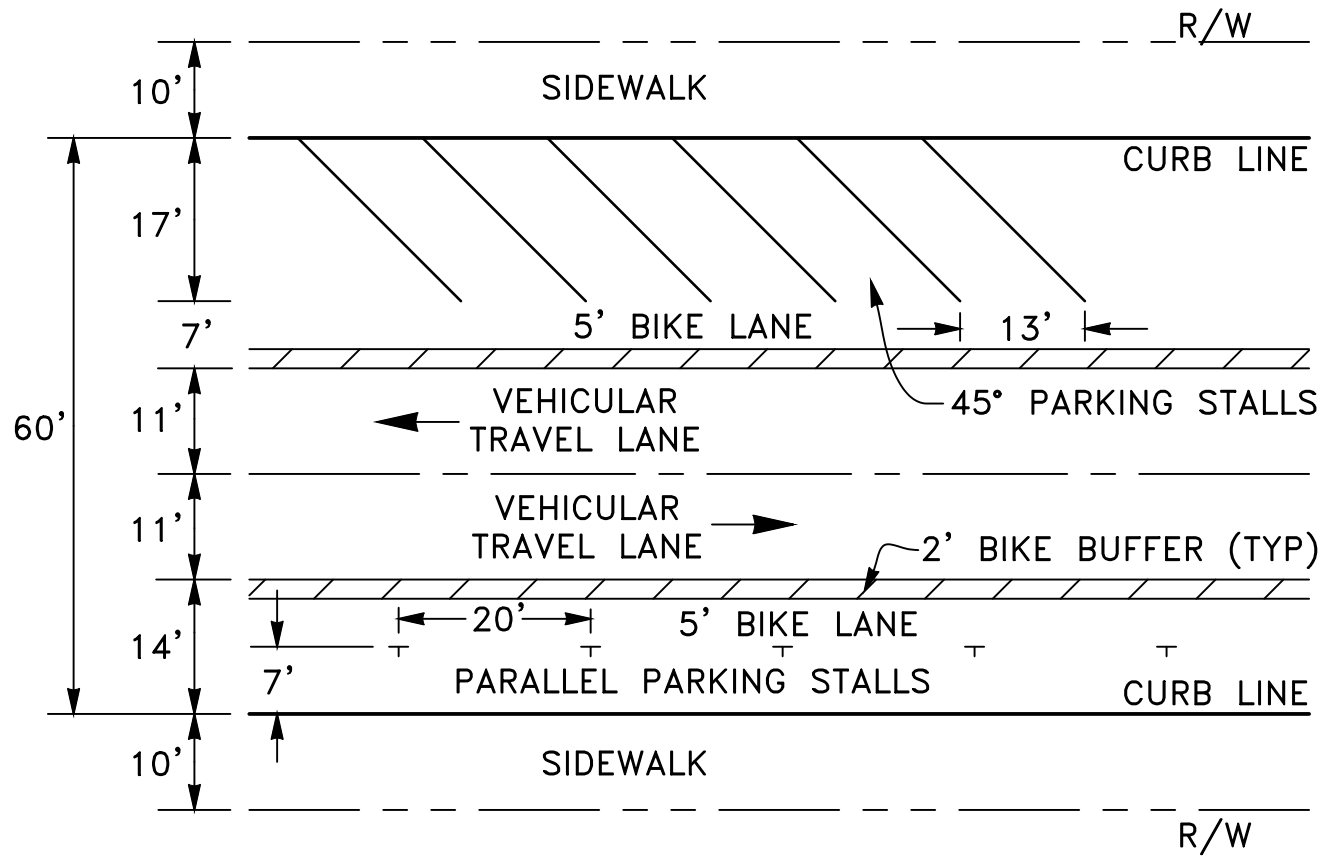 R/W
10'
SIDEWALK
CURB LINE
17'
7'
5' BIKE LANE
13'
45° PARKING STALLS
60'
11'
VEHICULAR
TRAVEL LANE
11'
VEHICULAR
TRAVEL LANE
2' BIKE BUFFER (TYP)
14'
20'
5' BIKE LANE
7'
PARALLEL PARKING STALLS
CURB LINE
10'
SIDEWALK
R/W